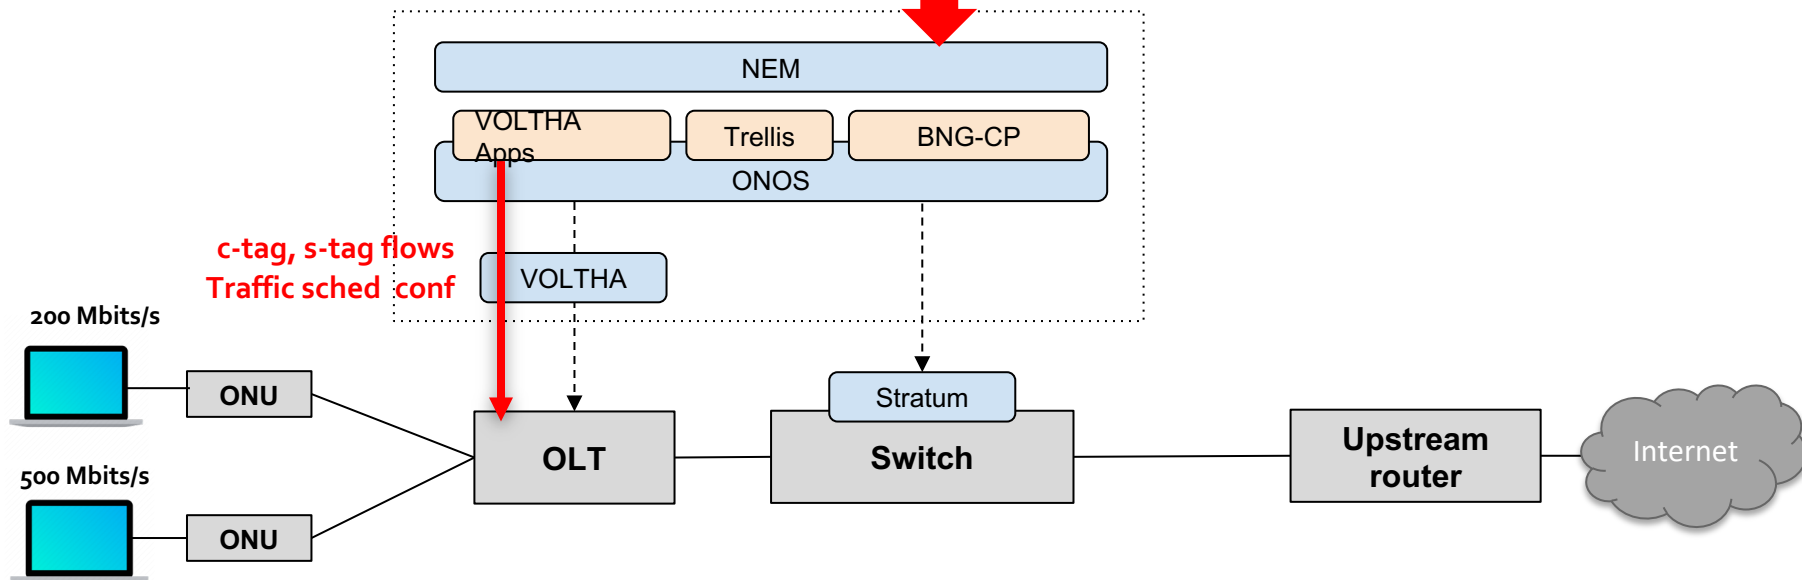 NEM
VOLTHA
Apps
Trellis
BNG-CP
ONOS
c-tag, s-tag flows
Traffic sched conf
VOLTHA
200 Mbits/s
ONU
Stratum
OLT
Switch
Upstream
router
Internet
500 Mbits/s
ONU